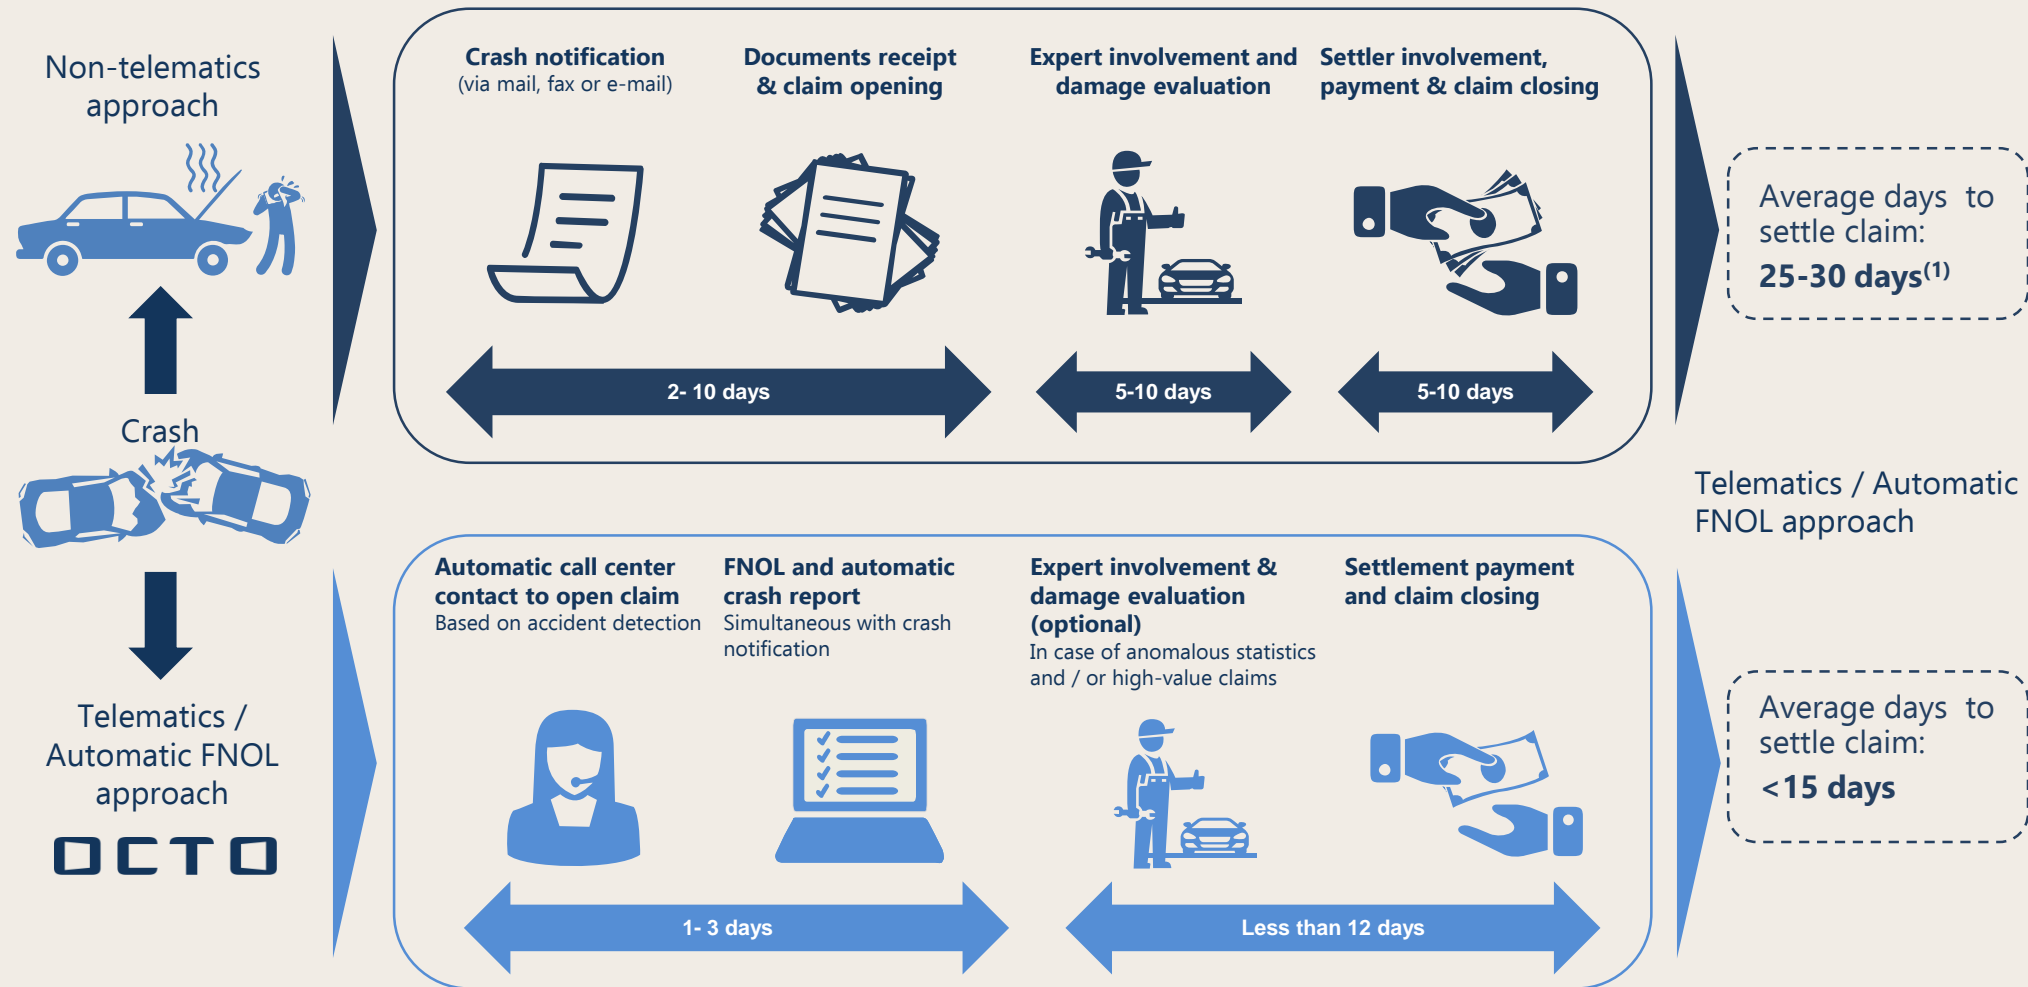 Non-telematics
approach
Crash
Telematics /
Automatic FNOL
approach
OCTO
Crash notification
(via mail, fax or e-mail)
Documents receipt
& claim opening
Expert involvement and
damage evaluation
Settler involvement,
payment & claim closing
2- 10 days
5-10 days
5-10 days
Average days to
settle claim:
25-30 days(1)
Telematics / Automatic
FNOL approach
Automatic call center
contact to open claim
Based on accident detection
FNOL and automatic
crash report
Simultaneous with crash
notification
Expert involvement &
damage evaluation
(optional)
In case of anomalous statistics
and / or high-value claims
Settlement payment
and claim closing
1- 3 days
Less than 12 days
Average days to
settle claim:
<15 days